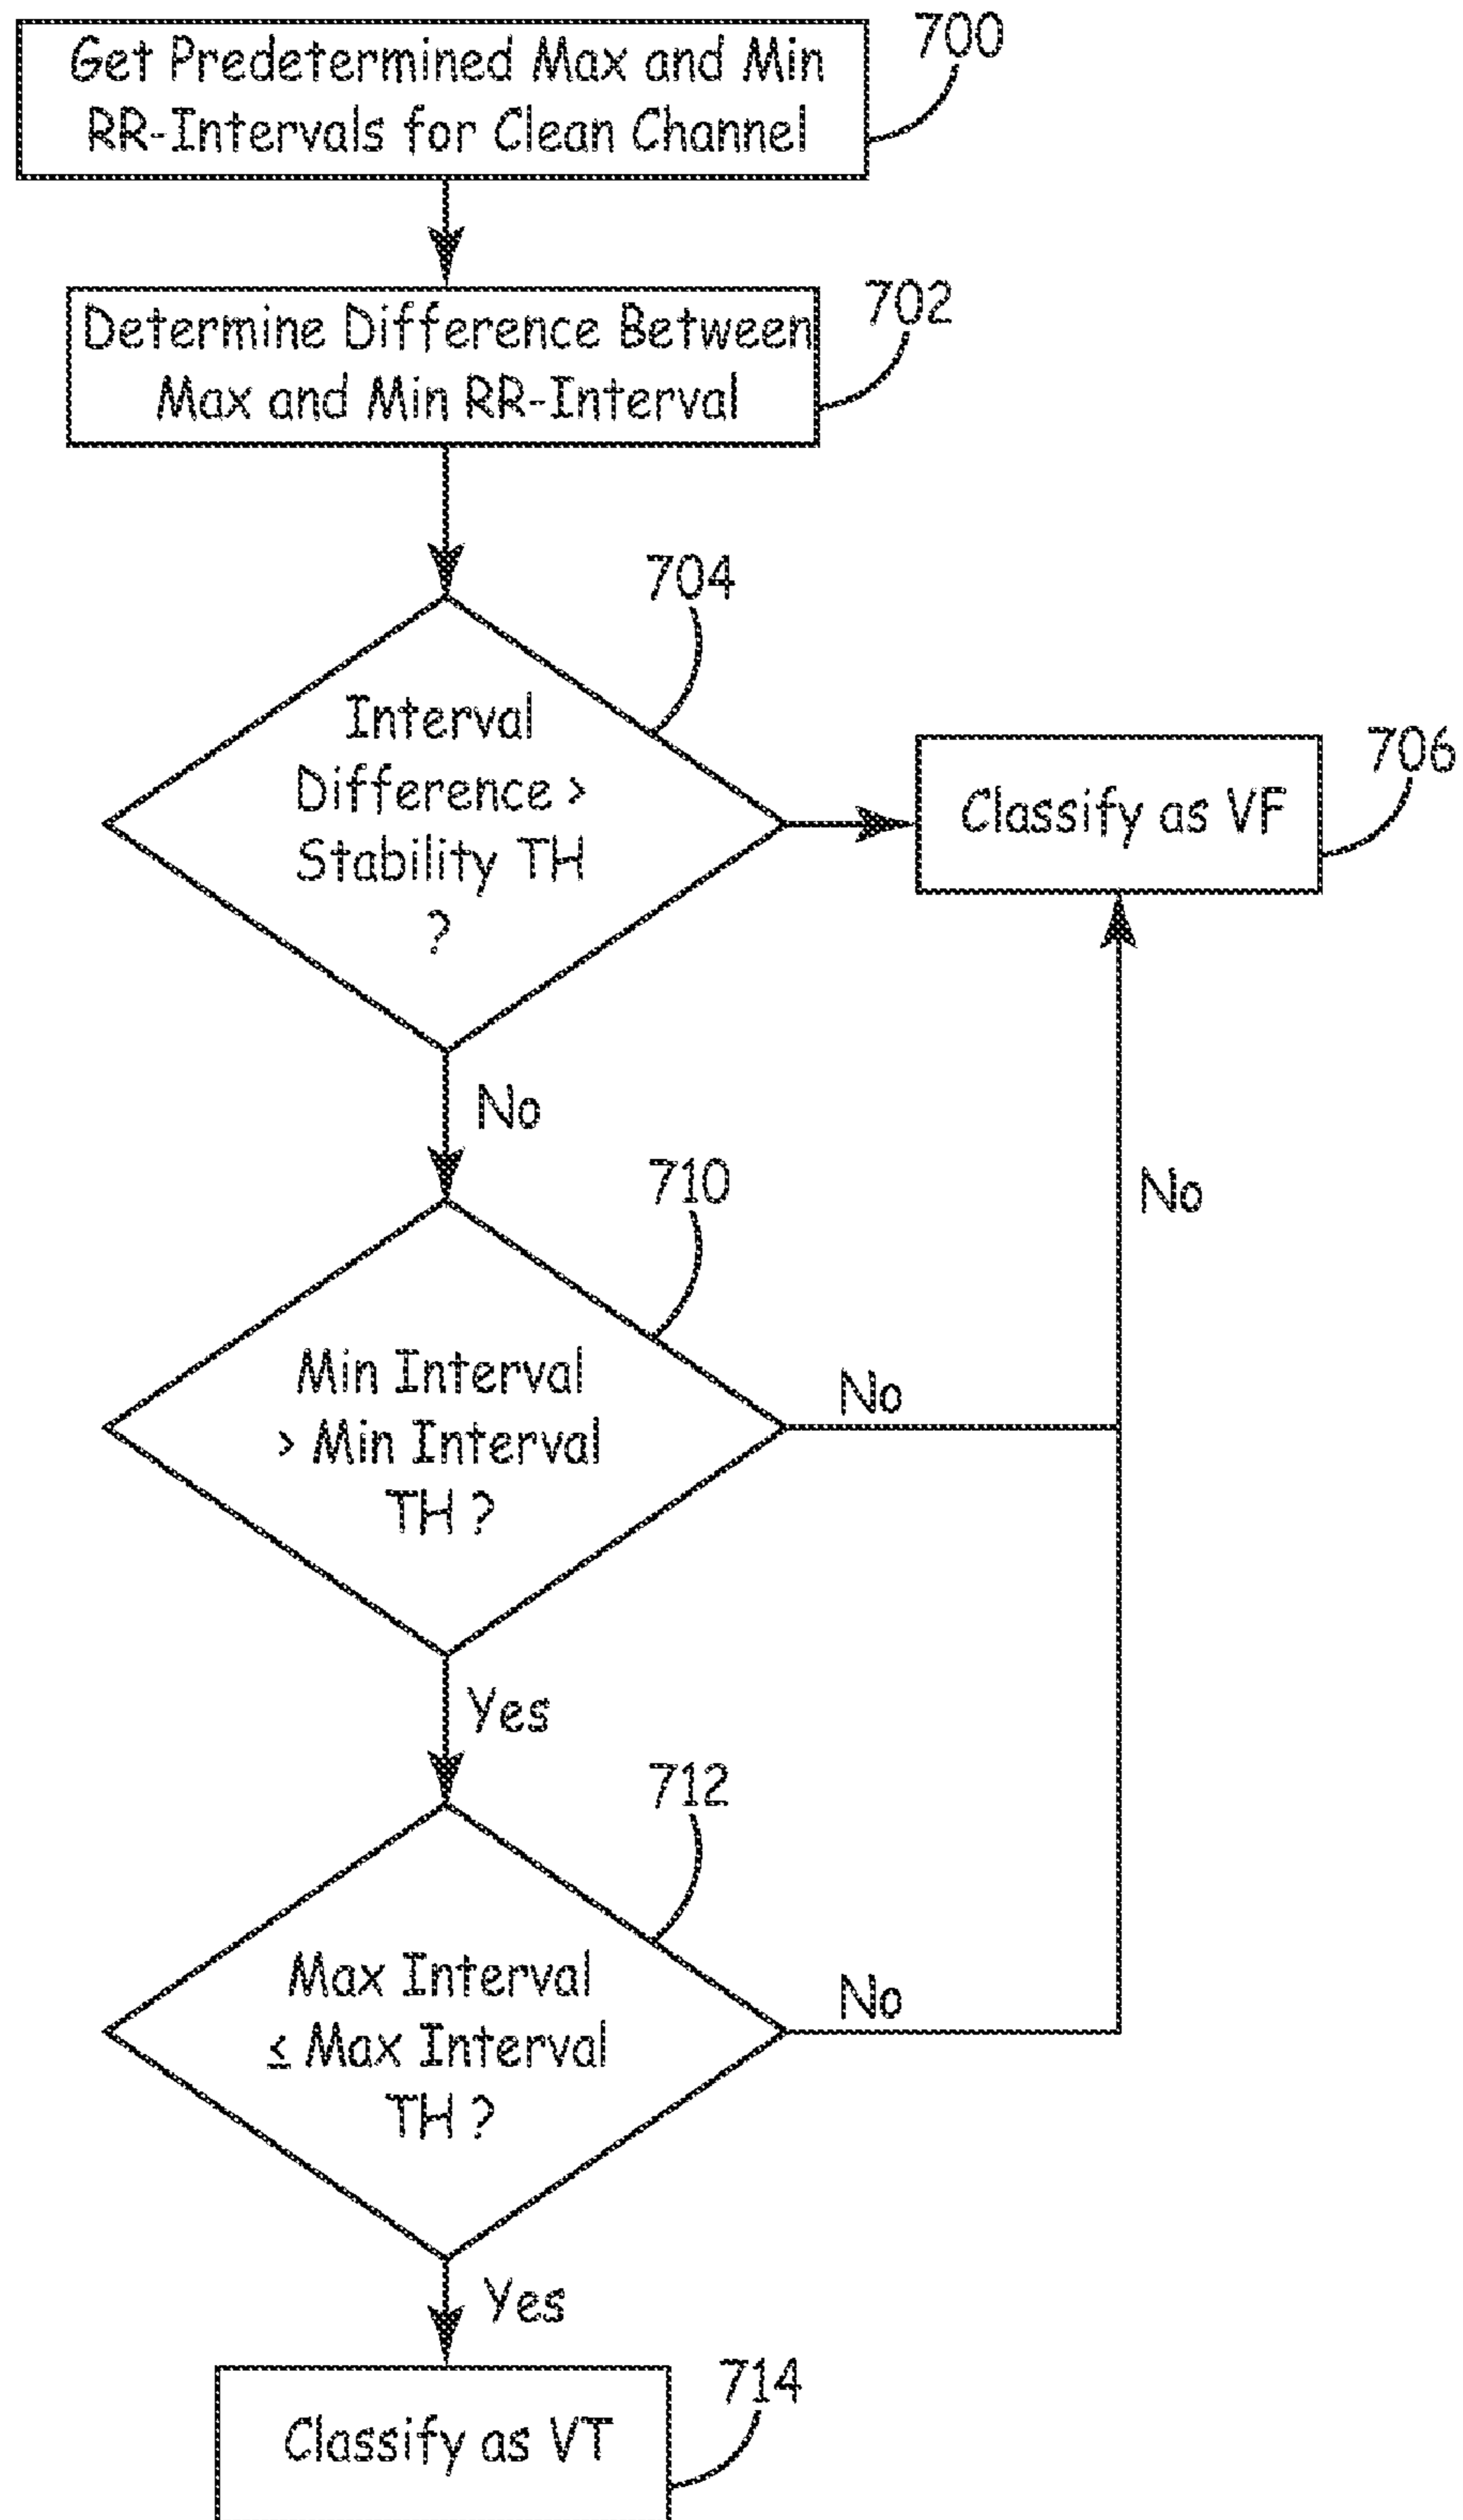 Get Predetermined Max and Min
RR-Intervals for Clean Channel
700
Determine Difference Between
Max and Min RR-Interval
702
704
Interval
Difference >
Stability TH
?
706
Classify as VF
No
710
No
Min Interval
> Min Interval
TH ?
No
Yes
712
Max Interval
≤ Max Interval
TH ?
No
Yes
714
Classify as VT